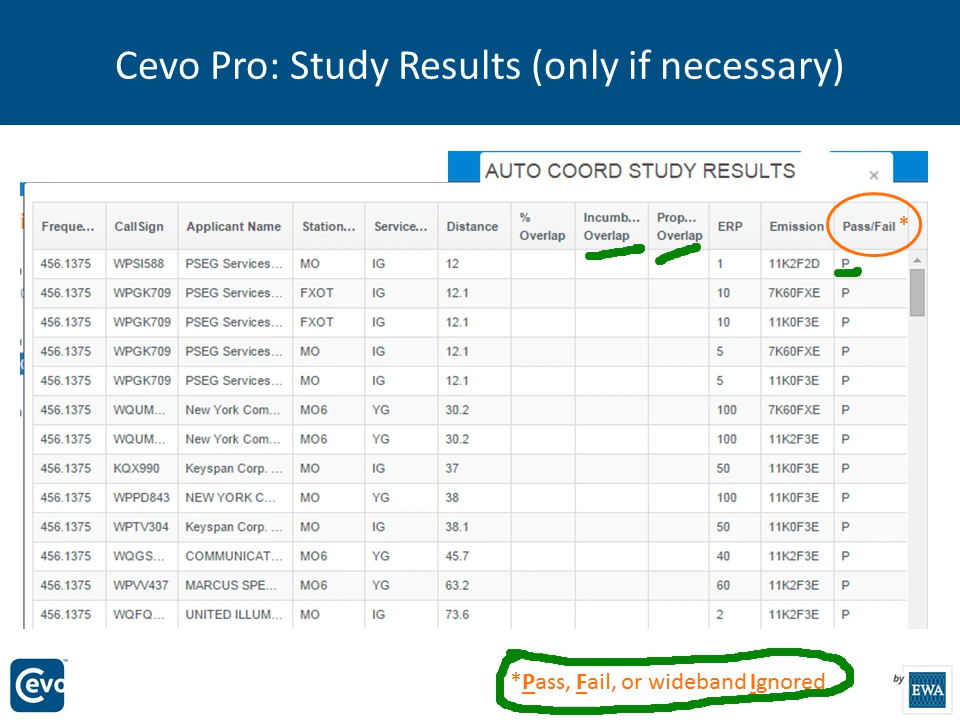 Cevo Pro: Study Results (only if necessary)
AUTO COORD STUDY RESULTS ×
Freque... CallSign Applicant Name Station... Service... Distance % Overlap Incumb... Overlap Prop... Overlap ERP Emission Pass/Fail *
456.1375 WPSI588 PSEG Services... MO IG 12 1 11K2F2D P
456.1375 WPGK709 PSEG Services... FXOT IG 12.1 10 7K60FXE P
456.1375 WPGK709 PSEG Services... FXOT IG 12.1 10 11K0F3E P
456.1375 WPGK709 PSEG Services... MO IG 12.1 5 7K60FXE P
456.1375 WPGK709 PSEG Services... MO IG 12.1 5 11K0F3E P
456.1375 WQUM... New York Com... MO6 YG 30.2 100 7K60FXE P
456.1375 WQUM... New York Com... MO6 YG 30.2 100 11K2F3E P
456.1375 KQX990 Keyspan Corp. ... MO IG 37 50 11K0F3E P
456.1375 WPPD843 NEW YORK C... MO YG 38 100 11K0F3E P
456.1375 WPTV304 Keyspan Corp. ... MO IG 38.1 50 11K0F3E P
456.1375 WQGS... COMMUNICAT... MO6 YG 45.7 40 11K2F3E P
456.1375 WPVV437 MARCUS SPE... MO6 YG 63.2 60 11K2F3E P
456.1375 WQFQ... UNITED ILLUM... MO IG 73.6 2 11K2F3E P
*Pass, Fail, or wideband Ignored
Cevo
by EWA